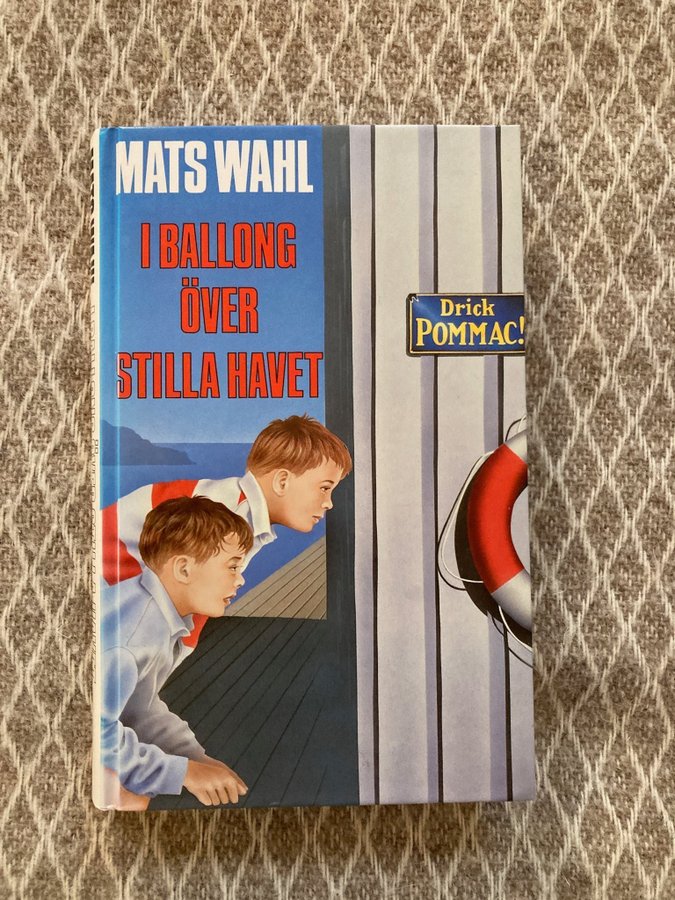 MATS WAHL
I BALLONG
ÖVER
STILLA HAVET
Drick
POMMAC!